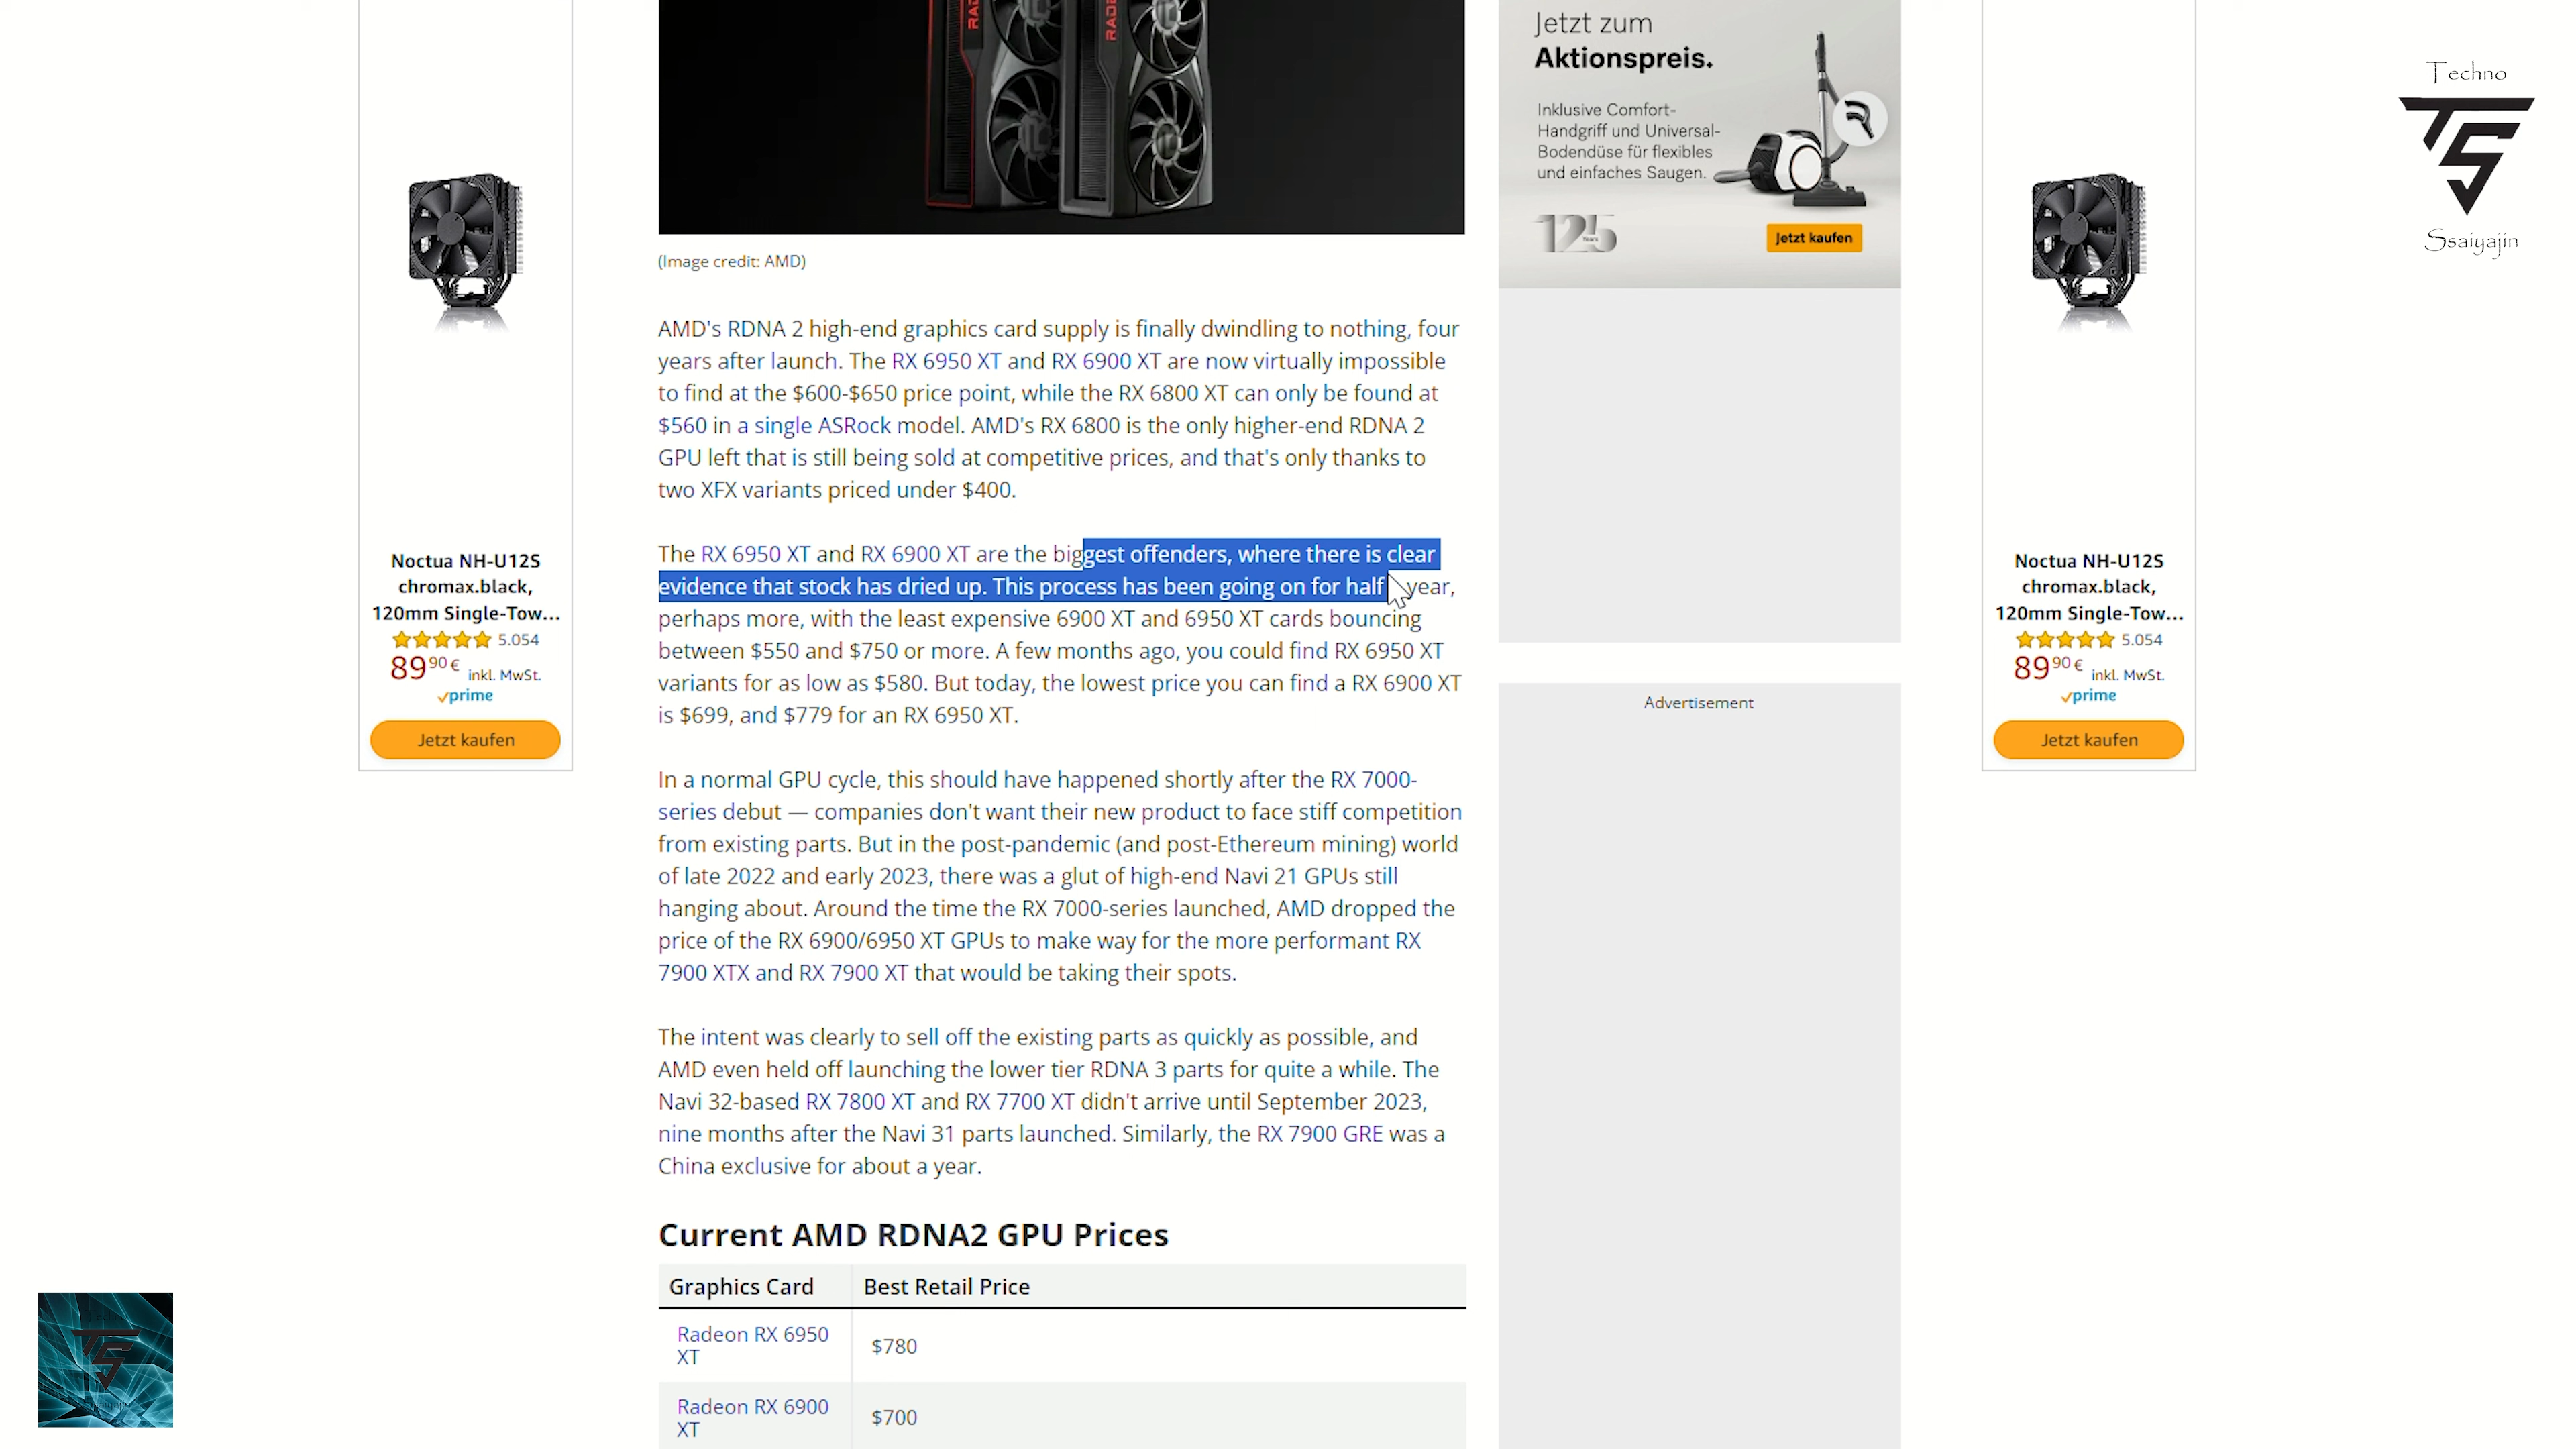 RAD
RADE
(Image credit: AMD)
AMD's RDNA 2 high-end graphics card supply is finally dwindling to nothing, four
years after launch. The RX 6950 XT and RX 6900 XT are now virtually impossible
to find at the $600-$650 price point, while the RX 6800 XT can only be found at
$560 in a single ASRock model. AMD's RX 6800 is the only higher-end RDNA 2
GPU left that is still being sold at competitive prices, and that's only thanks to
two XFX variants priced under $400.
The RX 6950 XT and RX 6900 XT are the biggest offenders, where there is clear
evidence that stock has dried up. This process has been going on for half year,
perhaps more, with the least expensive 6900 XT and 6950 XT cards bouncing
between $550 and $750 or more. A few months ago, you could find RX 6950 XT
variants for as low as $580. But today, the lowest price you can find a RX 6900 XT
is $699, and $779 for an RX 6950 XT.
In a normal GPU cycle, this should have happened shortly after the RX 7000-
series debut — companies don't want their new product to face stiff competition
from existing parts. But in the post-pandemic (and post-Ethereum mining) world
of late 2022 and early 2023, there was a glut of high-end Navi 21 GPUs still
hanging about. Around the time the RX 7000-series launched, AMD dropped the
price of the RX 6900/6950 XT GPUs to make way for the more performant RX
7900 XTX and RX 7900 XT that would be taking their spots.
The intent was clearly to sell off the existing parts as quickly as possible, and
AMD even held off launching the lower tier RDNA 3 parts for quite a while. The
Navi 32-based RX 7800 XT and RX 7700 XT didn't arrive until September 2023,
nine months after the Navi 31 parts launched. Similarly, the RX 7900 GRE was a
China exclusive for about a year.
Current AMD RDNA2 GPU Prices
Graphics Card Best Retail Price
Radeon RX 6950
XT
$780
Radeon RX 6900
XT
$700
Noctua NH-U12S
chromax.black,
120mm Single-Tow...
5.054
89 90 € inkl. MwSt.
prime
Jetzt kaufen
Jetzt zum
Aktionspreis.
Inklusive Comfort-
Handgriff und Universal-
Bodendüse für flexibles
und einfaches Saugen.
125
Years
Jetzt kaufen
Advertisement
Noctua NH-U12S
chromax.black,
120mm Single-Tow...
5.054
89 90 € inkl. MwSt.
prime
Jetzt kaufen
Techno
TS
Ssaiyajin